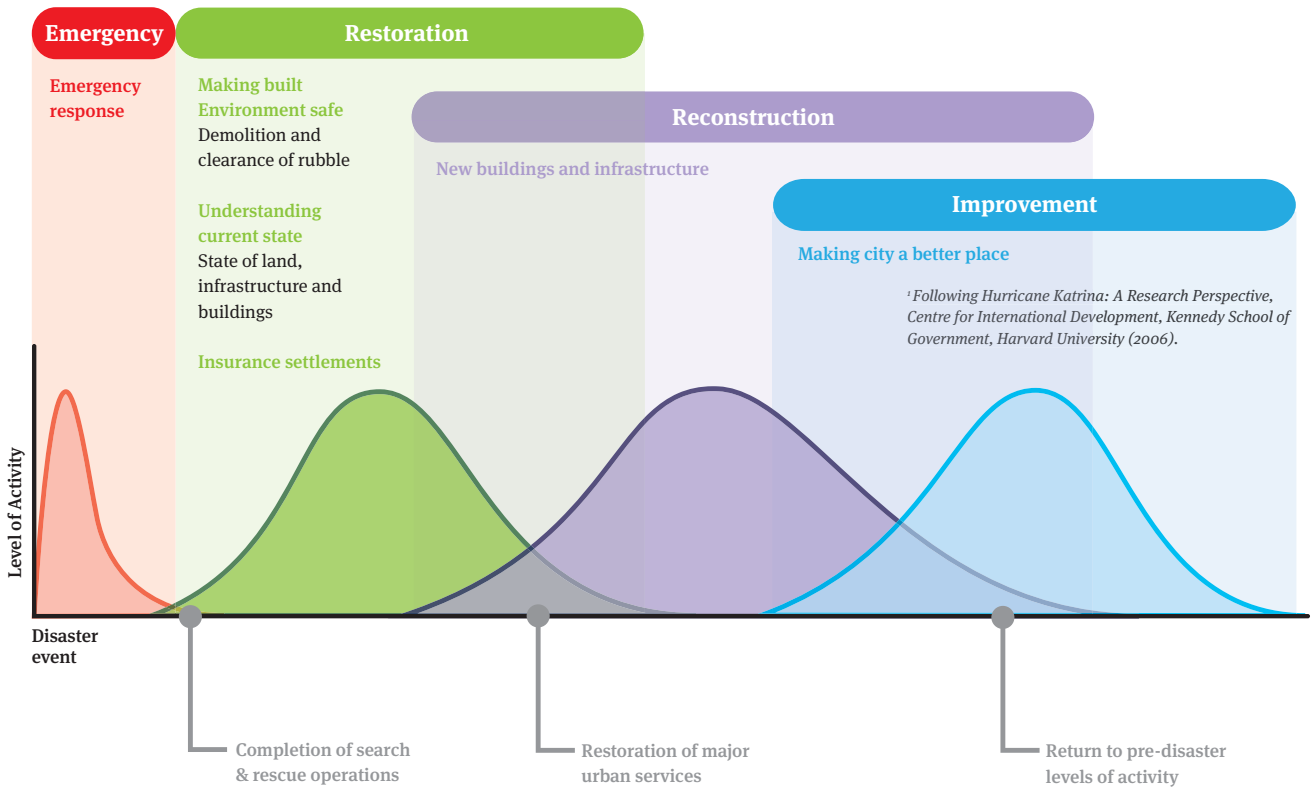 Emergency
Restoration
Emergency
response
Making built
Environment safe
Demolition and
clearance of rubble
Understanding
current state
State of land,
infrastructure and
buildings
Insurance settlements
Reconstruction
New buildings and infrastructure
Improvement
Making city a better place
¹ Following Hurricane Katrina: A Research Perspective,
Centre for International Development, Kennedy School of
Government, Harvard University (2006).
Level of Activity
Disaster
event
Completion of search
& rescue operations
Restoration of major
urban services
Return to pre-disaster
levels of activity